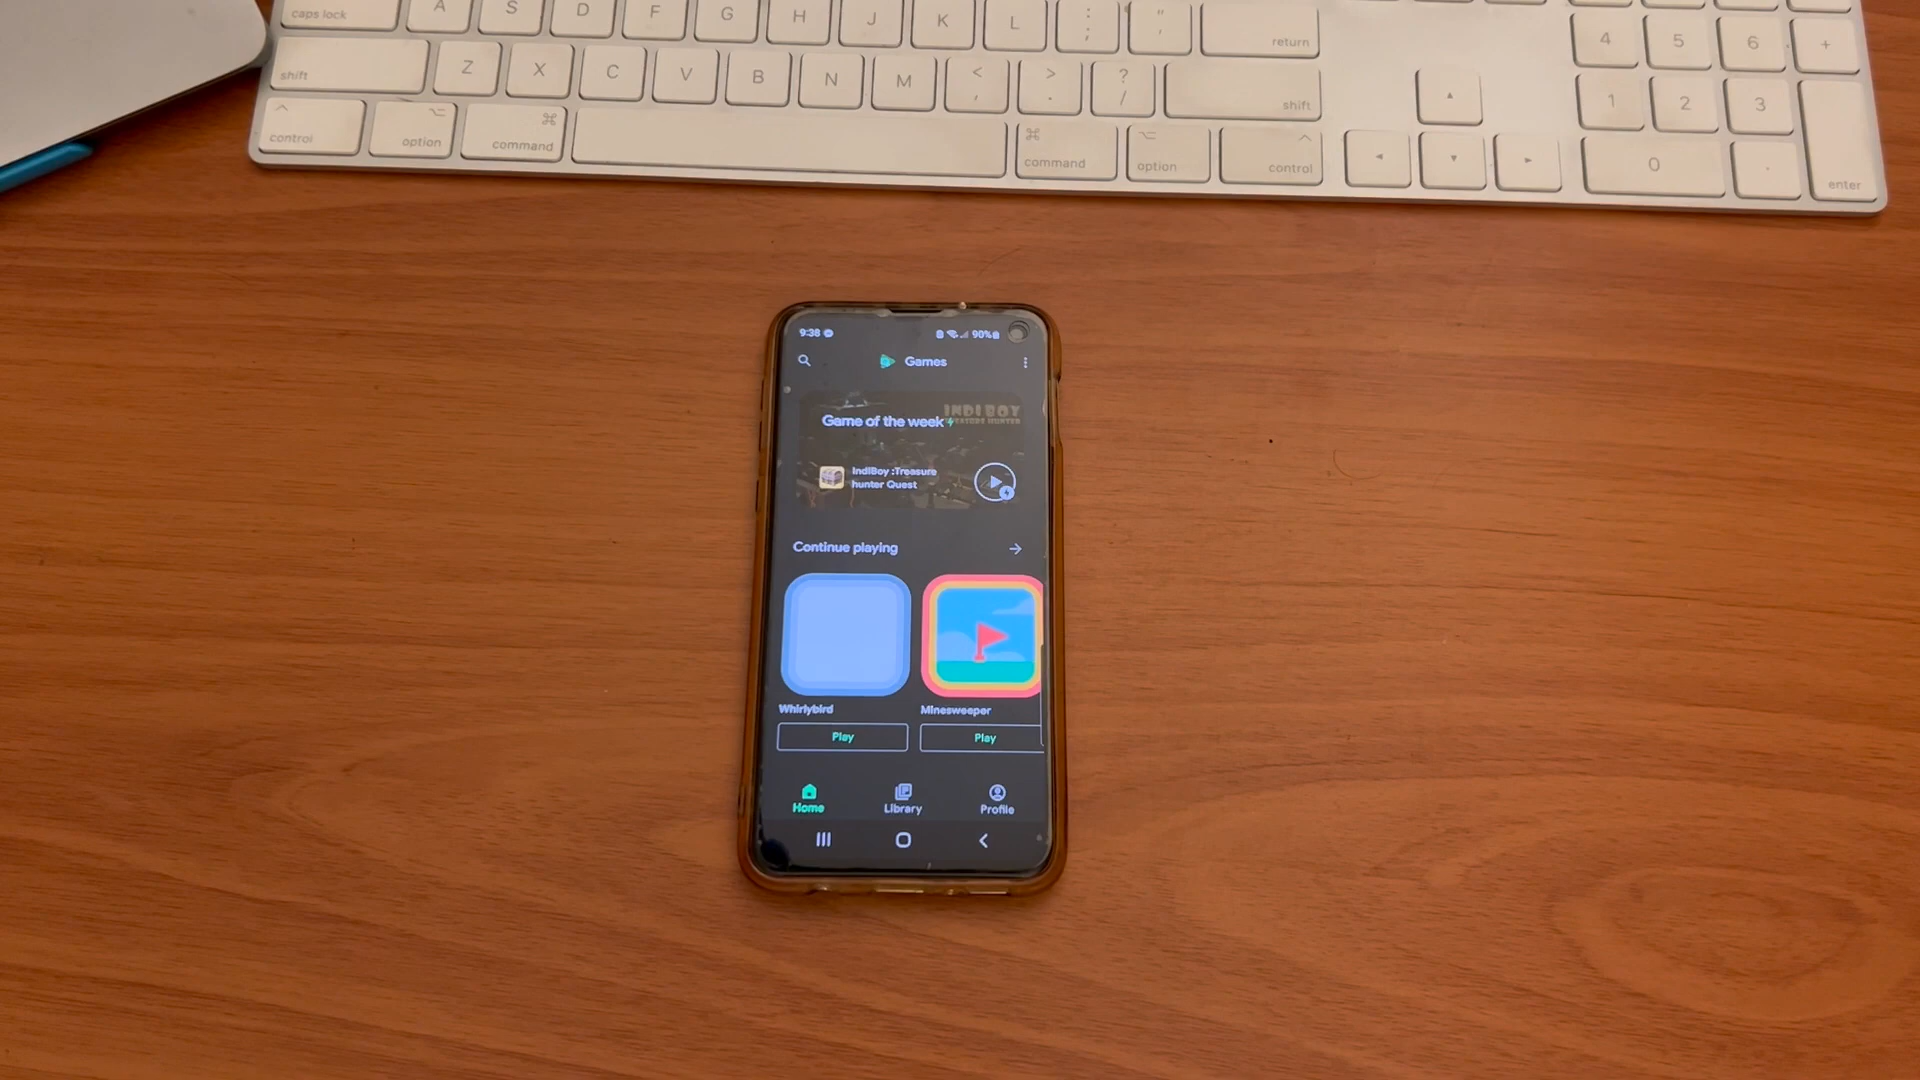 caps lock A S D F G H J K L : ; " ' return 4 5 6 +
shift Z X C V B N M < , > . ? / shift 1 2 3
control option command command option control 0 . enter
9:38 90%
Games
INDI BOY
Game of the week
IndiBoy :Treasure
hunter Quest
Continue playing
Whirlybird Minesweeper
Play Play
Home Library Profile